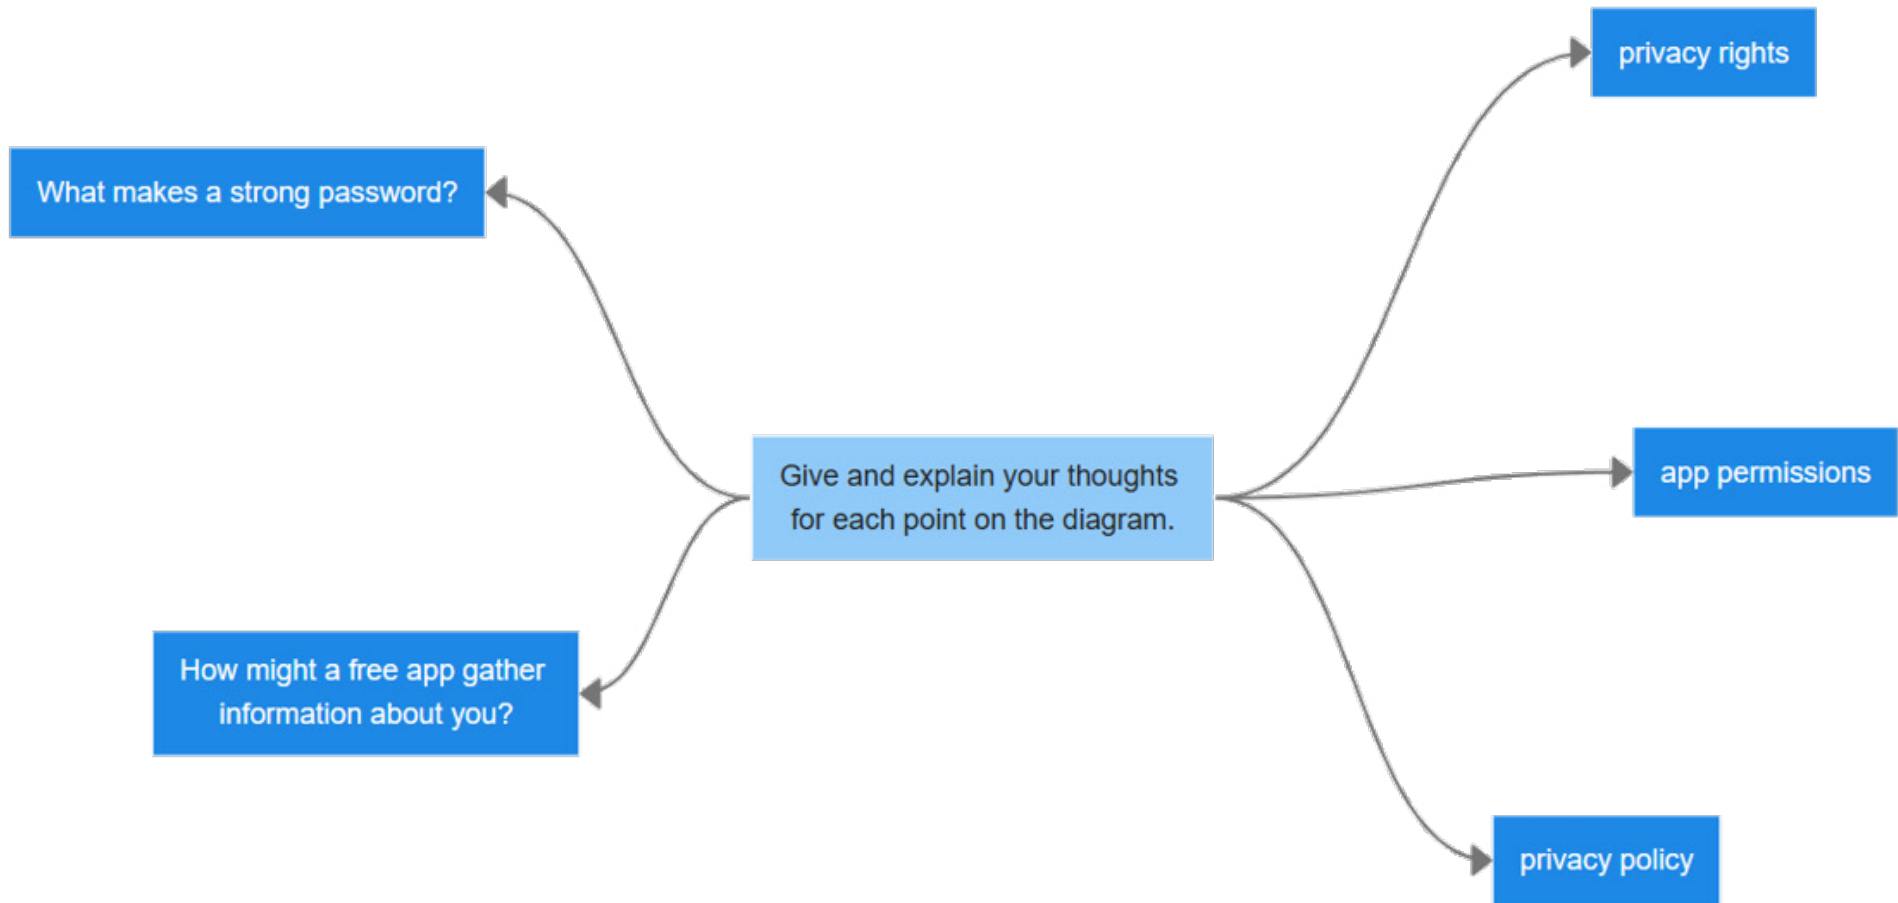 privacy rights
What makes a strong password?
Give and explain your thoughts
for each point on the diagram.
app permissions
How might a free app gather
information about you?
privacy policy